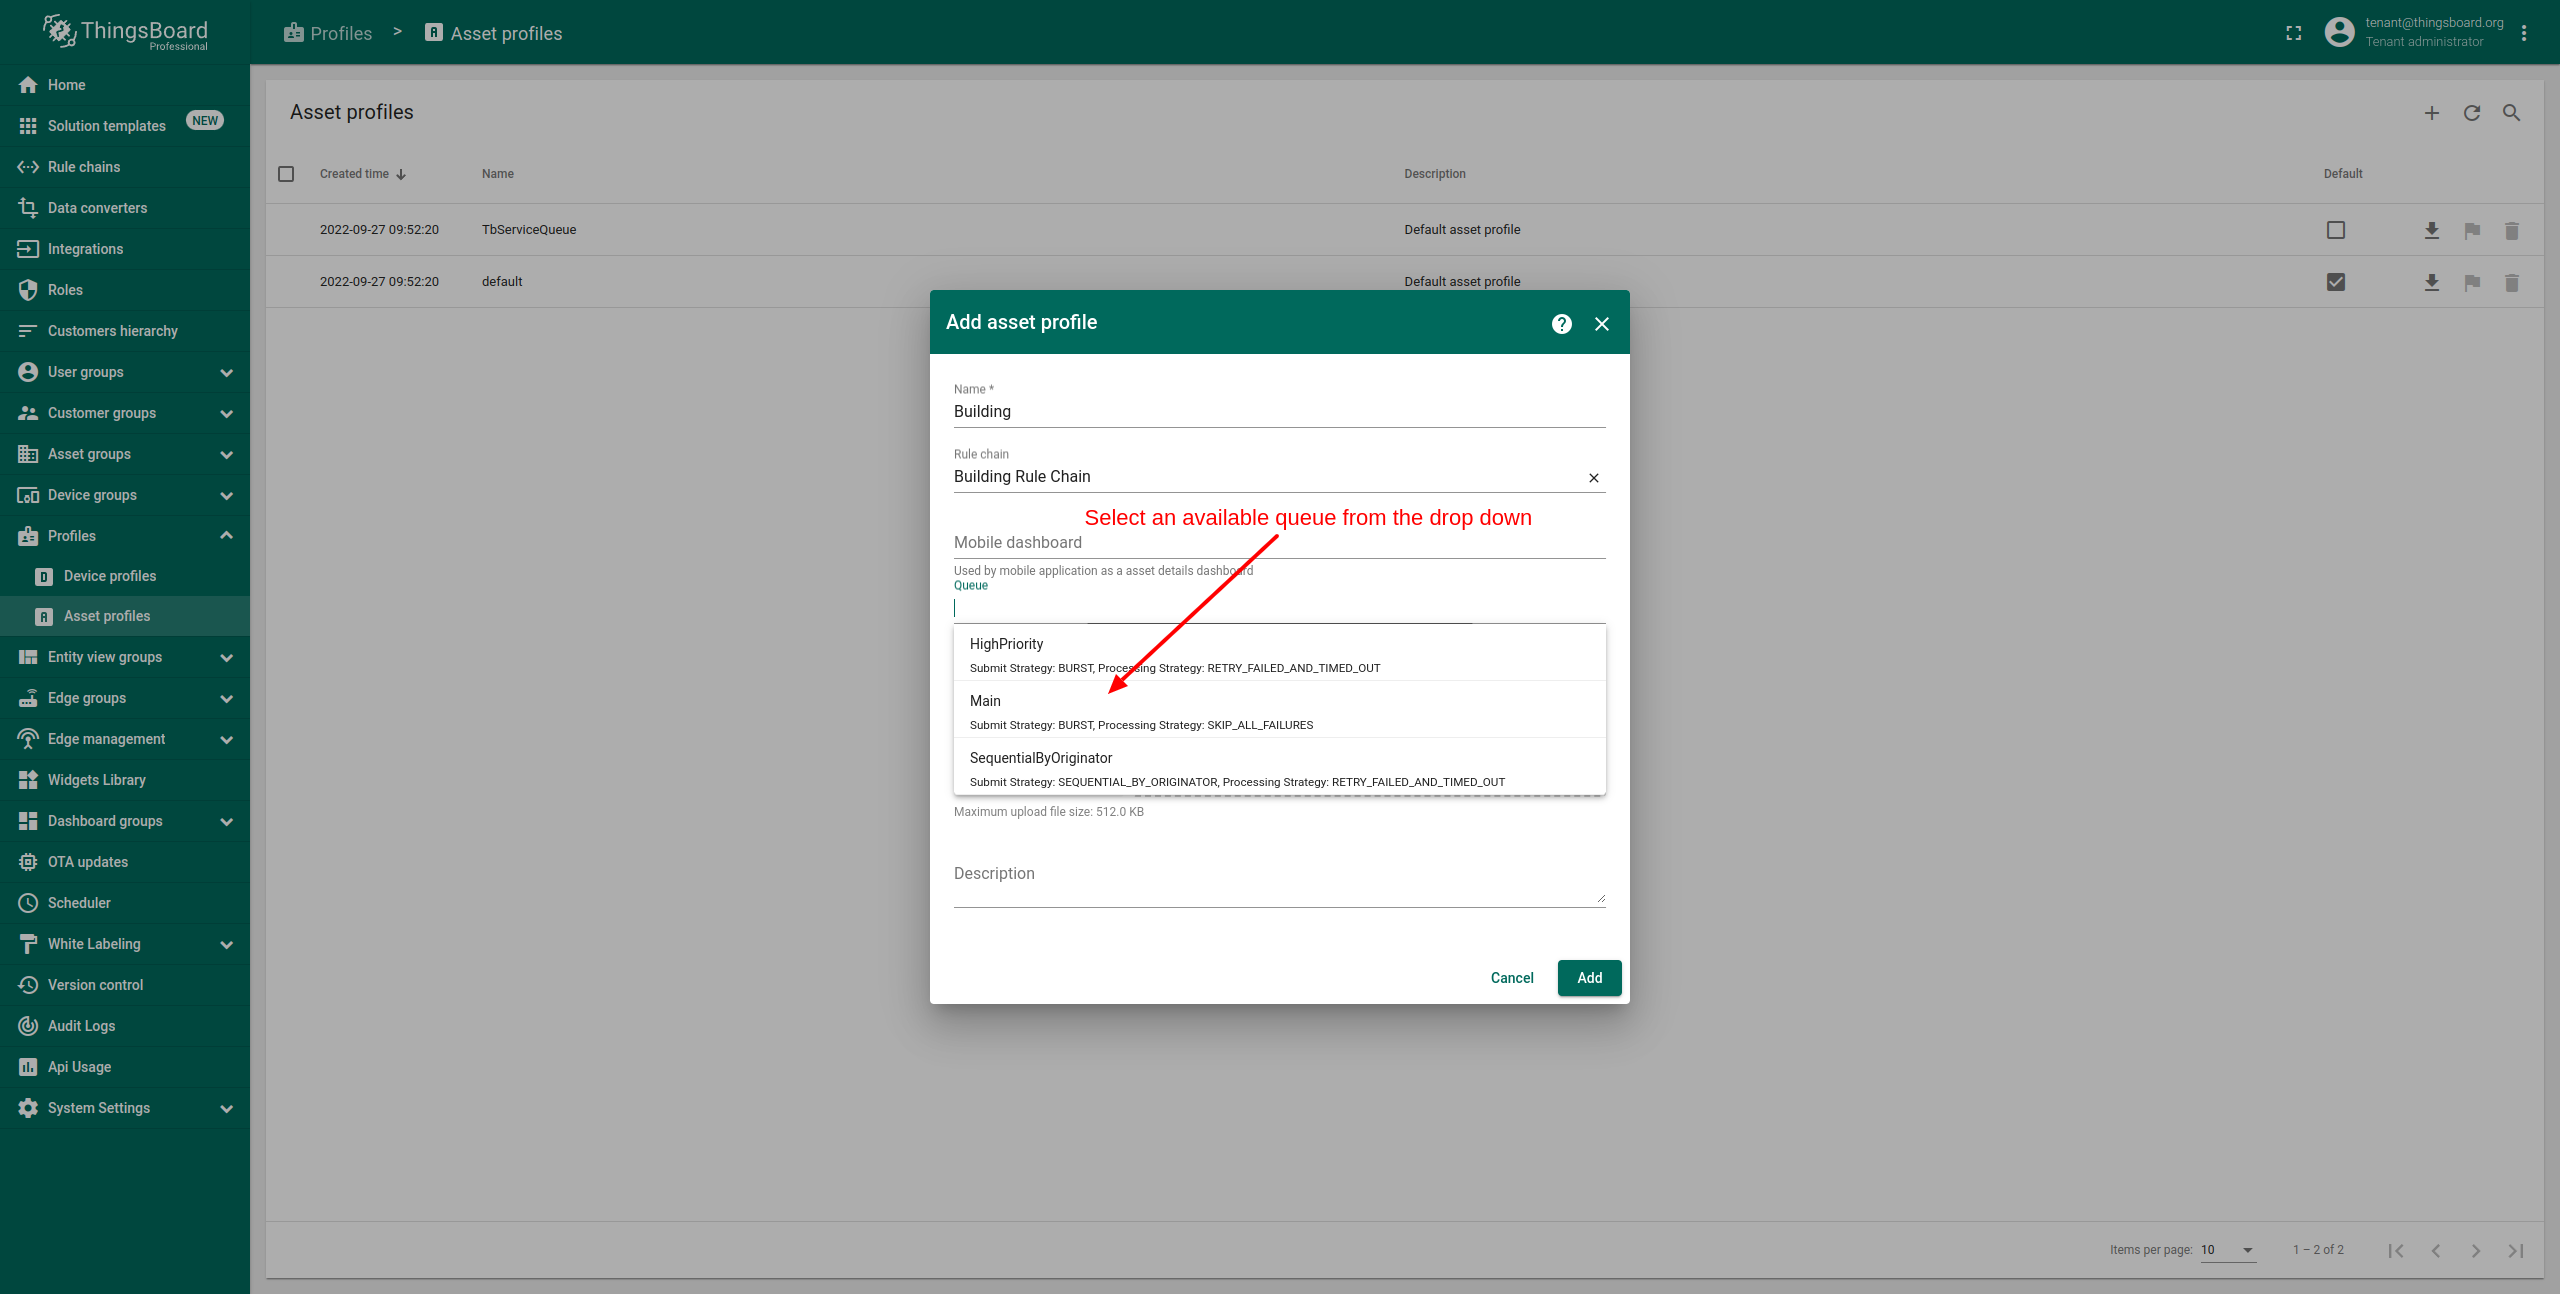 ThingsBoard
Professional
Profiles > Asset profiles
tenant@thingsboard.org
Tenant administrator
Home
Solution templates NEW
Rule chains
Data converters
Integrations
Roles
Customers hierarchy
User groups
Customer groups
Asset groups
Device groups
Profiles
D Device profiles
A Asset profiles
Entity view groups
Edge groups
Edge management
Widgets Library
Dashboard groups
OTA updates
Scheduler
White Labeling
Version control
Audit Logs
Api Usage
System Settings
Asset profiles
Created time Name Description Default
2022-09-27 09:52:20 TbServiceQueue Default asset profile
2022-09-27 09:52:20 default Default asset profile
Add asset profile
Name *
Building
Rule chain
Building Rule Chain
Select an available queue from the drop down
Mobile dashboard
Used by mobile application as a asset details dashboard
Queue
HighPriority
Submit Strategy: BURST, Processing Strategy: RETRY_FAILED_AND_TIMED_OUT
Main
Submit Strategy: BURST, Processing Strategy: SKIP_ALL_FAILURES
SequentialByOriginator
Submit Strategy: SEQUENTIAL_BY_ORIGINATOR, Processing Strategy: RETRY_FAILED_AND_TIMED_OUT
Maximum upload file size: 512.0 KB
Description
Cancel Add
Items per page: 10 1 – 2 of 2